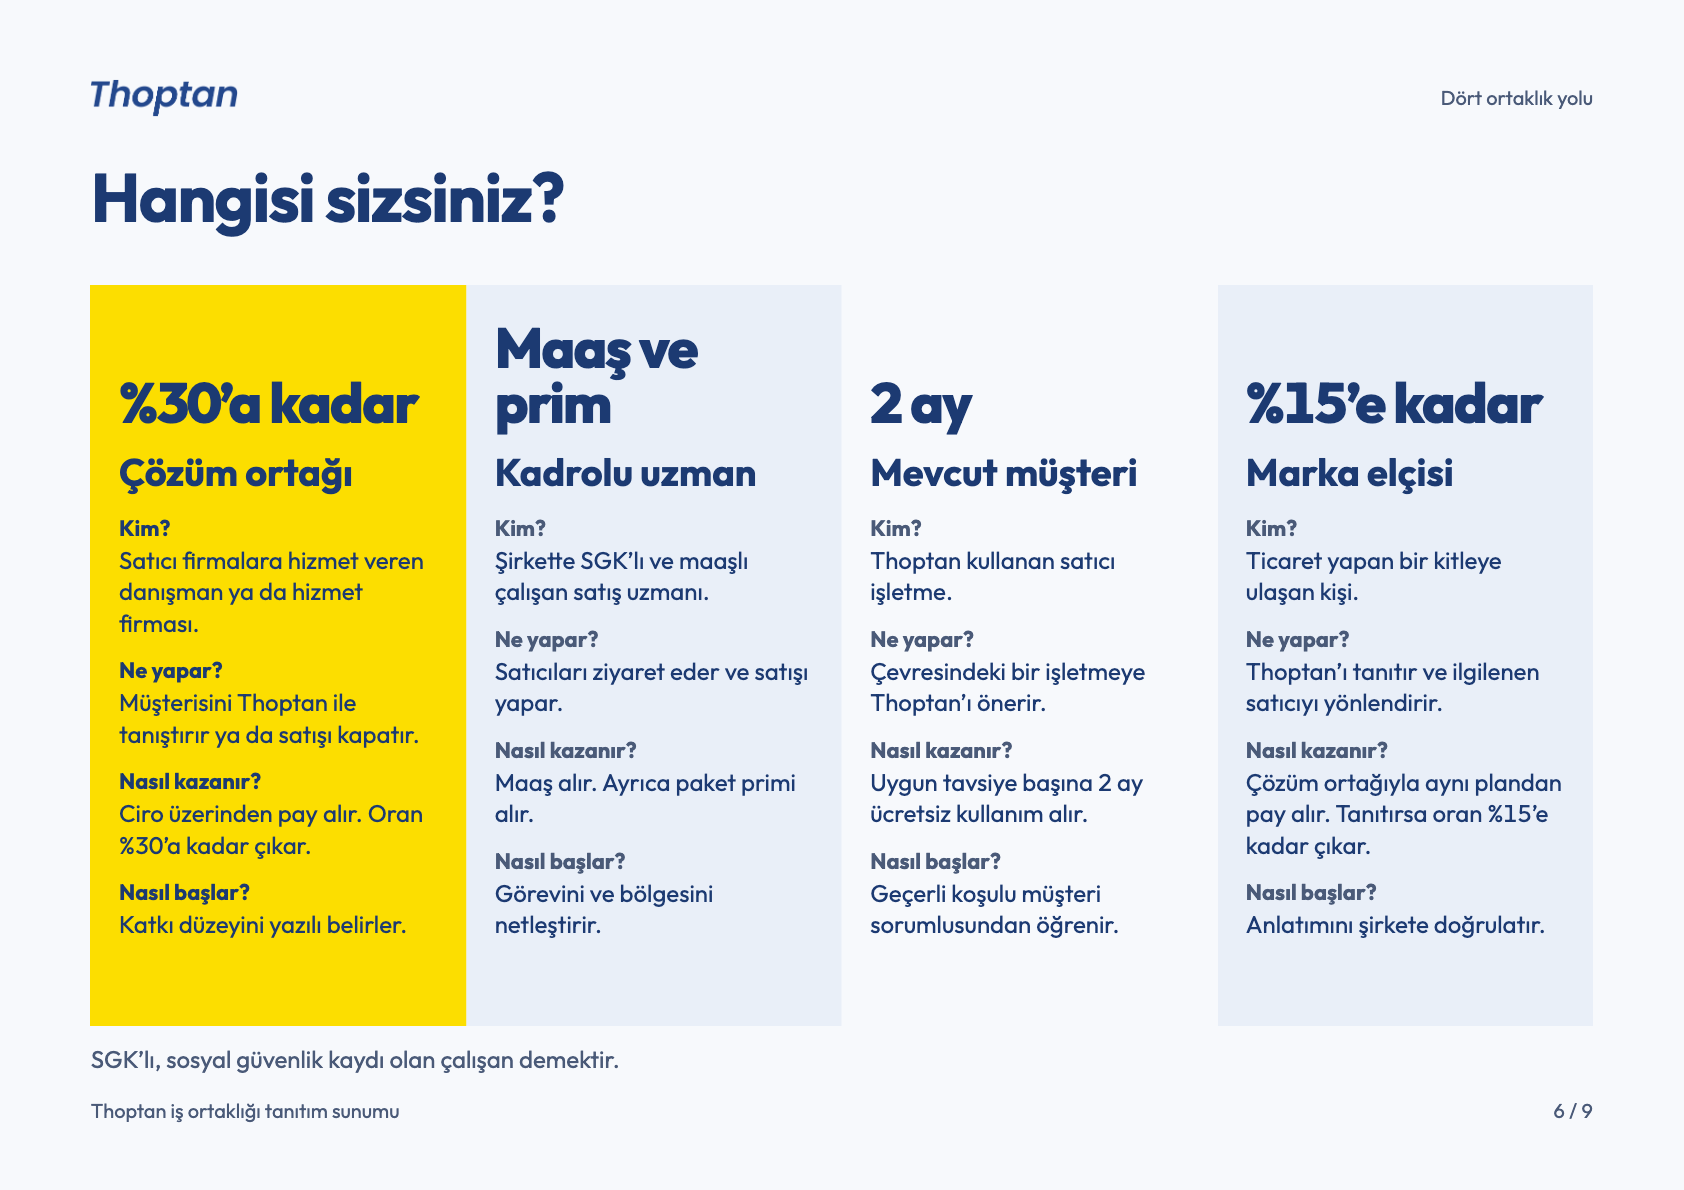 Thoptan
Dört ortaklık yolu
Hangisi sizsiniz?
%30’a kadar
Çözüm ortağı
Kim?
Satıcı firmalara hizmet veren
danışman ya da hizmet
firması.
Ne yapar?
Müşterisini Thoptan ile
tanıştırır ya da satışı kapatır.
Nasıl kazanır?
Ciro üzerinden pay alır. Oran
%30’a kadar çıkar.
Nasıl başlar?
Katkı düzeyini yazılı belirler.
Maaş ve
prim
Kadrolu uzman
Kim?
Şirkette SGK’lı ve maaşlı
çalışan satış uzmanı.
Ne yapar?
Satıcıları ziyaret eder ve satışı
yapar.
Nasıl kazanır?
Maaş alır. Ayrıca paket primi
alır.
Nasıl başlar?
Görevini ve bölgesini
netleştirir.
2 ay
Mevcut müşteri
Kim?
Thoptan kullanan satıcı
işletme.
Ne yapar?
Çevresindeki bir işletmeye
Thoptan’ı önerir.
Nasıl kazanır?
Uygun tavsiye başına 2 ay
ücretsiz kullanım alır.
Nasıl başlar?
Geçerli koşulu müşteri
sorumlusundan öğrenir.
%15’e kadar
Marka elçisi
Kim?
Ticaret yapan bir kitleye
ulaşan kişi.
Ne yapar?
Thoptan’ı tanıtır ve ilgilenen
satıcıyı yönlendirir.
Nasıl kazanır?
Çözüm ortağıyla aynı plandan
pay alır. Tanıtırsa oran %15’e
kadar çıkar.
Nasıl başlar?
Anlatımını şirkete doğrulatır.
SGK’lı, sosyal güvenlik kaydı olan çalışan demektir.
Thoptan iş ortaklığı tanıtım sunumu
6 / 9